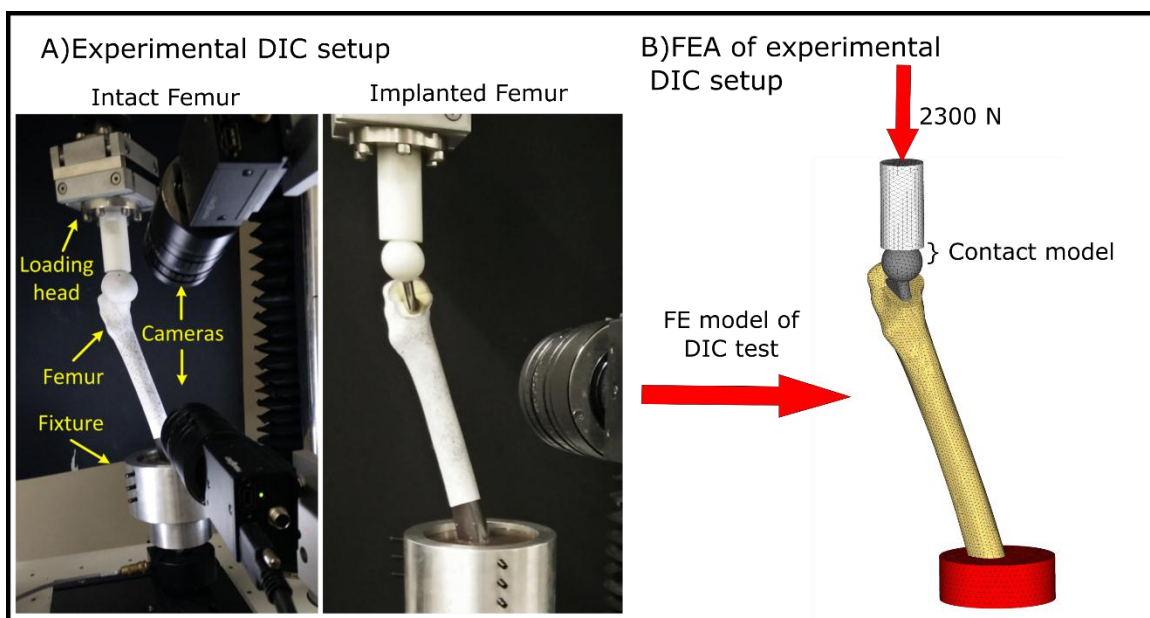 A)Experimental DIC setup
Intact Femur
Implanted Femur
Loading
head
Cameras
Femur
Fixture
B)FEA of experimental
DIC setup
2300 N
} Contact model
FE model of
DIC test